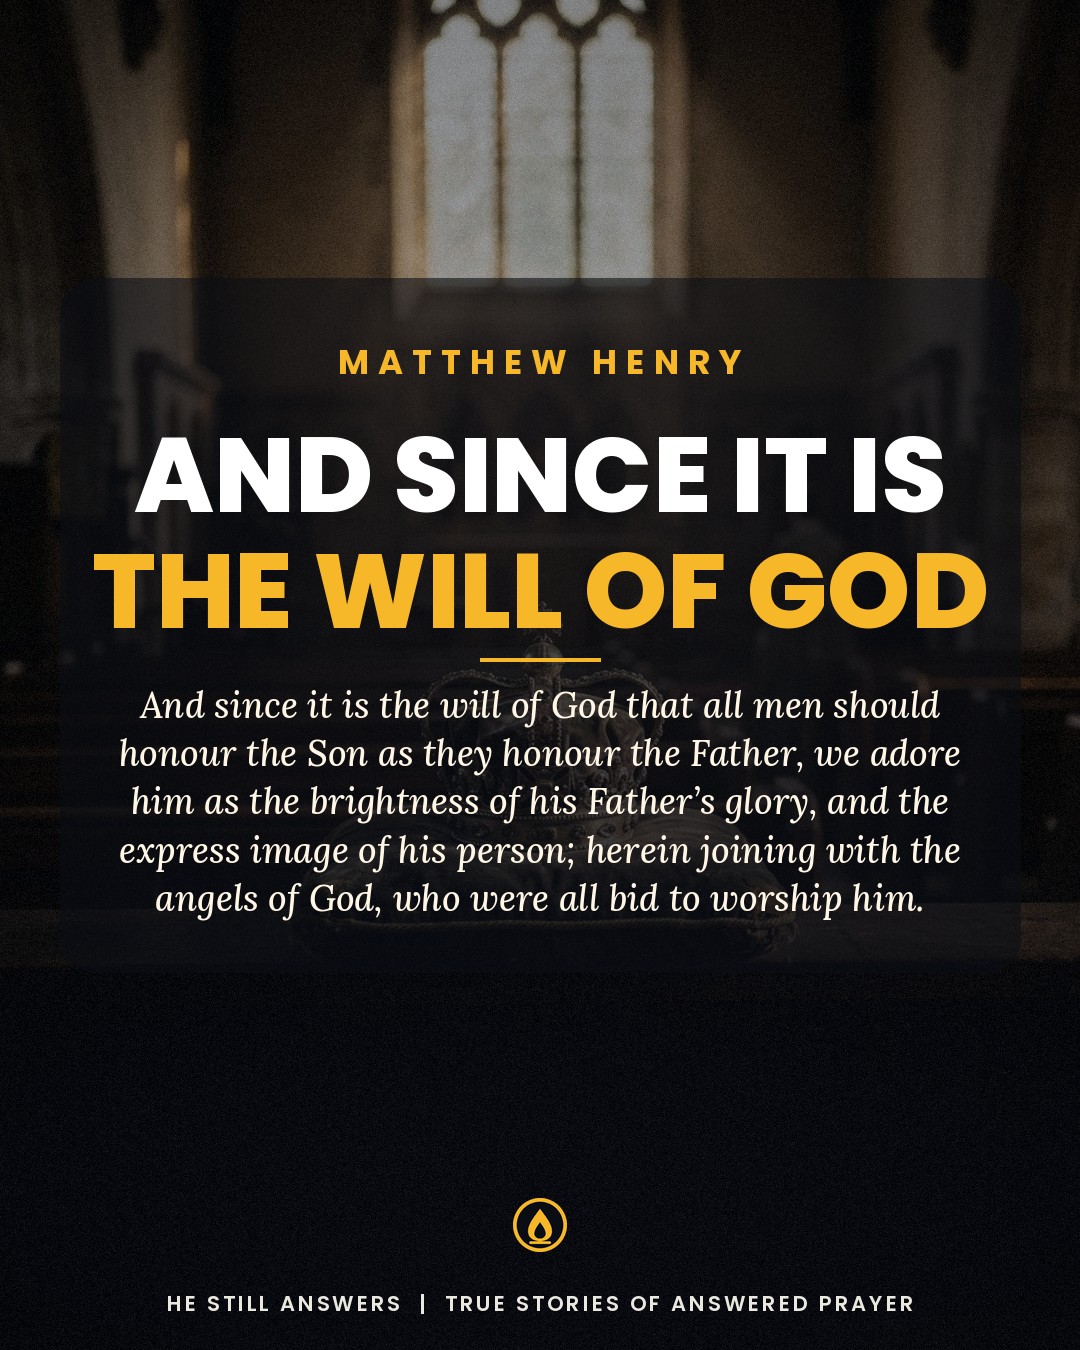 MATTHEW HENRY
AND SINCE IT IS
THE WILL OF GOD
And since it is the will of God that all men should
honour the Son as they honour the Father, we adore
him as the brightness of his Father’s glory, and the
express image of his person; herein joining with the
angels of God, who were all bid to worship him.
HE STILL ANSWERS | TRUE STORIES OF ANSWERED PRAYER